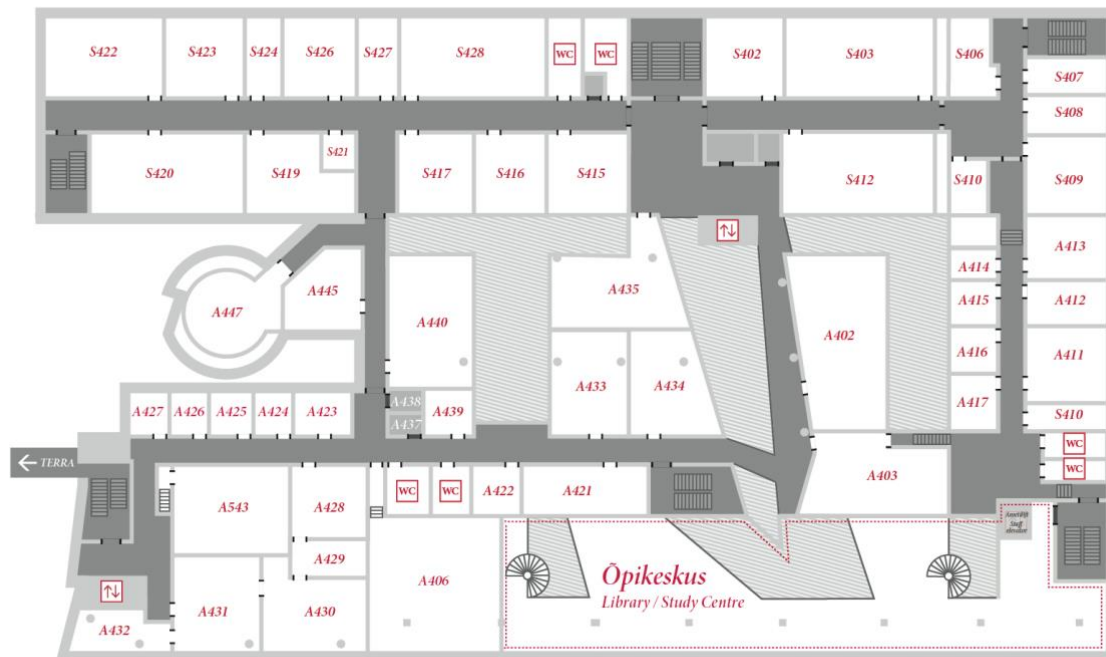 S422 S423 S424 S426 S427 S428 WC WC S402 S403 S406
S407
S408
S420 S419 S421 S417 S416 S415 S412 S410 S409
A413
A414
A447 A445 A440 A435 A402 A415 A412
A416 A411
A433 A434
A438 A417
A427 A426 A425 A424 A423 A437 A439 S410
WC
← TERRA WC
A403
WC WC A422 A421
A543 A428
A429
A406 Õpikeskus
Library / Study Centre
A431 A430
A432